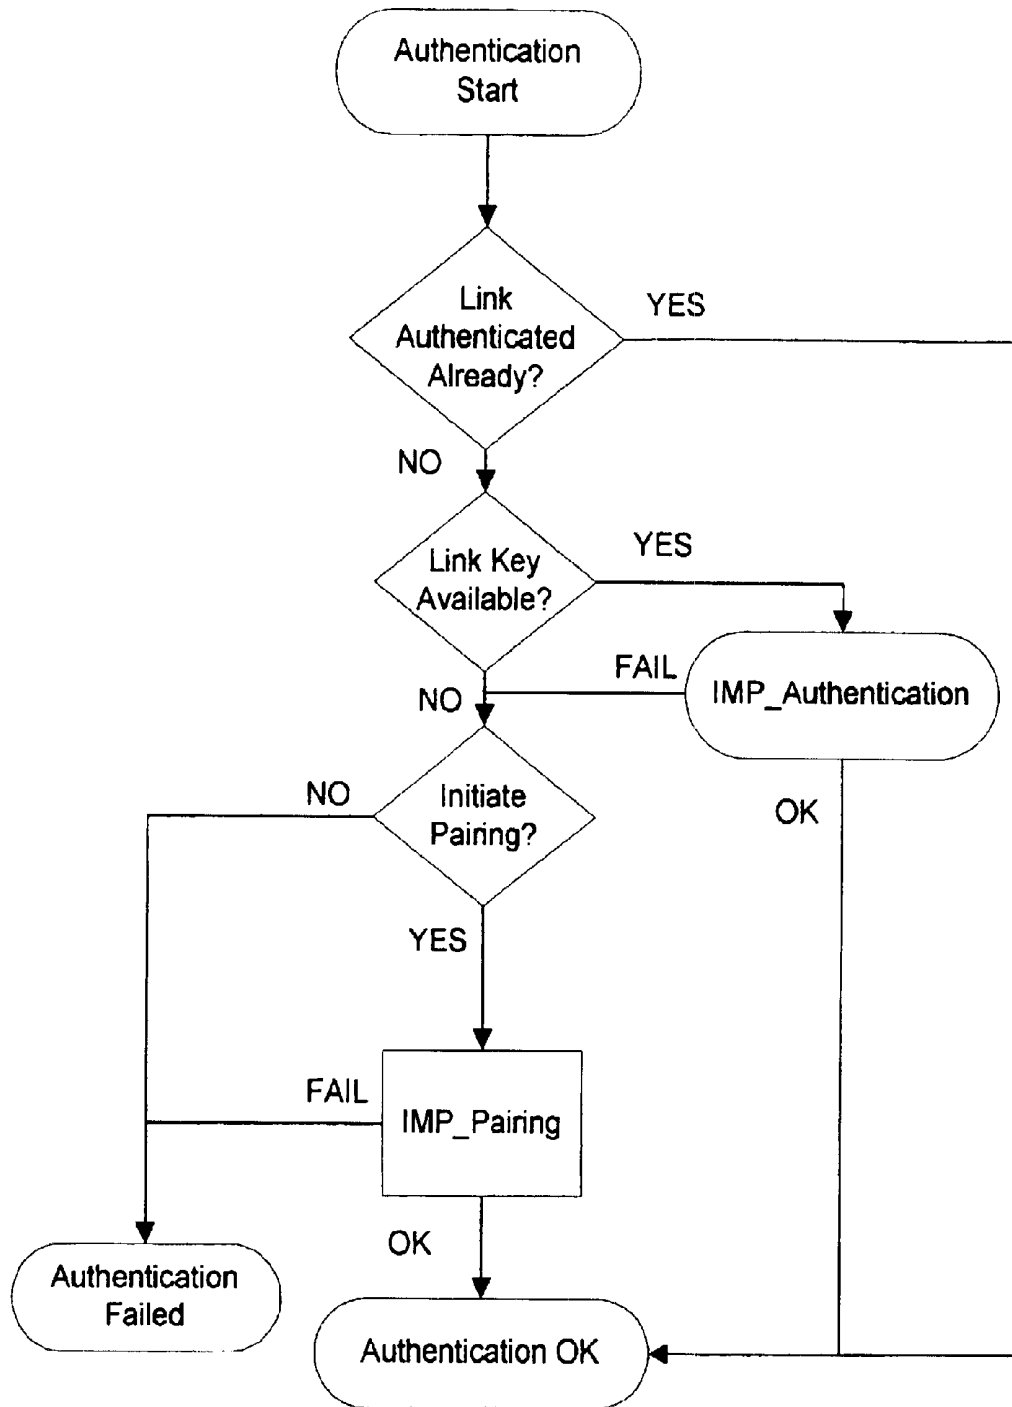 Authentication
Start
Link
Authenticated
Already?
YES
NO
Link Key
Available?
YES
FAIL
IMP_Authentication
NO
NO
Initiate
Pairing?
OK
YES
FAIL
IMP_Pairing
OK
Authentication
Failed
Authentication OK